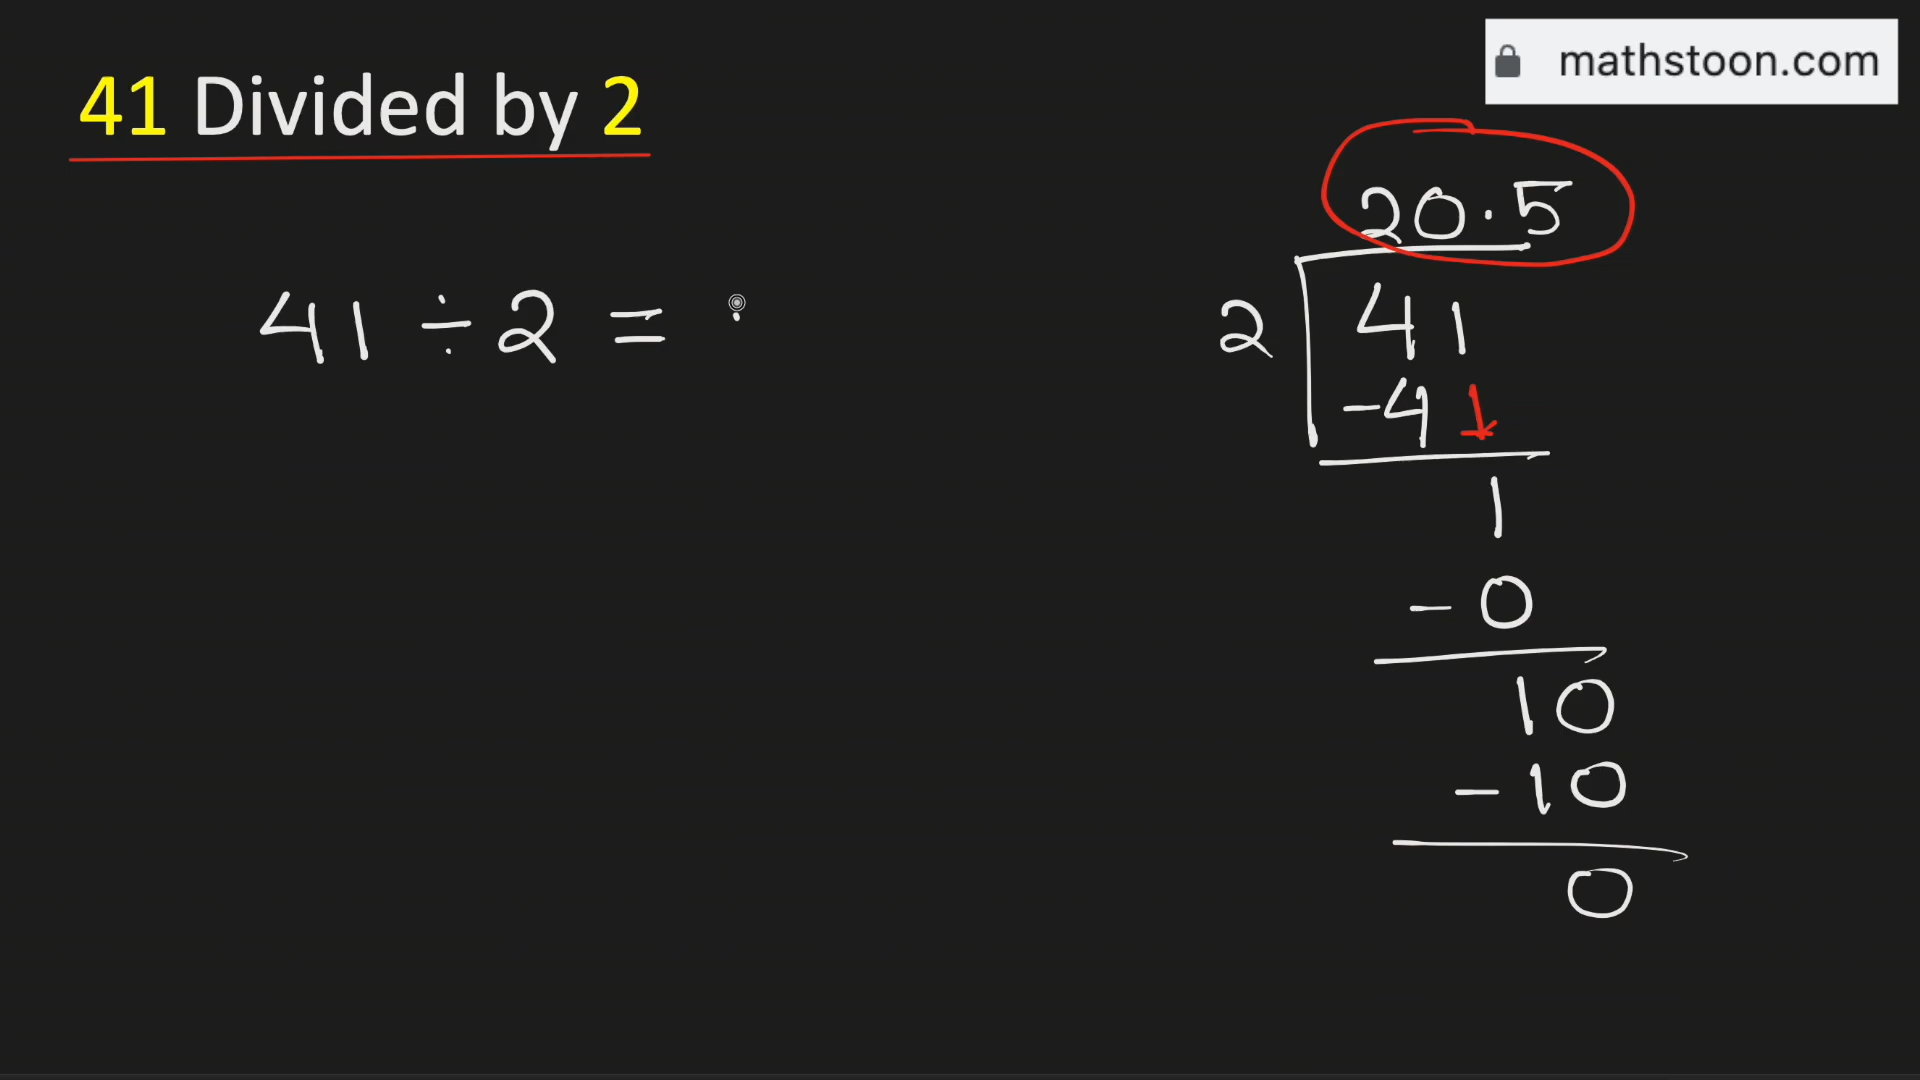 mathstoon.com
41 Divided by 2
41 ÷ 2 =
20.5
2 41
-4
1
-0
10
-10
0